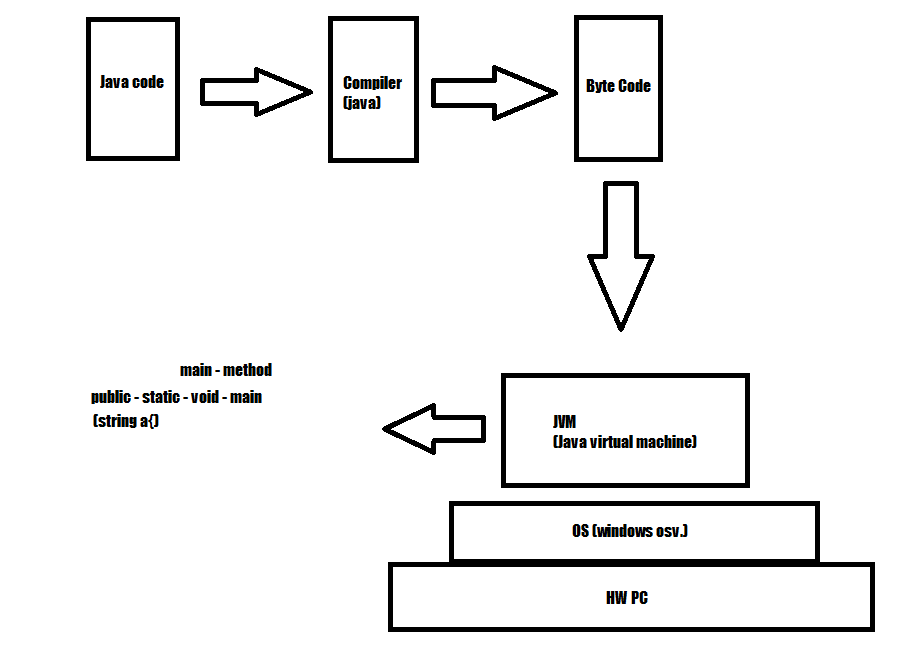 Java code
Compiler
(java)
Byte Code
main - method
public - static - void - main
(string a{)
JVM
(Java virtual machine)
OS (windows osv.)
HW PC